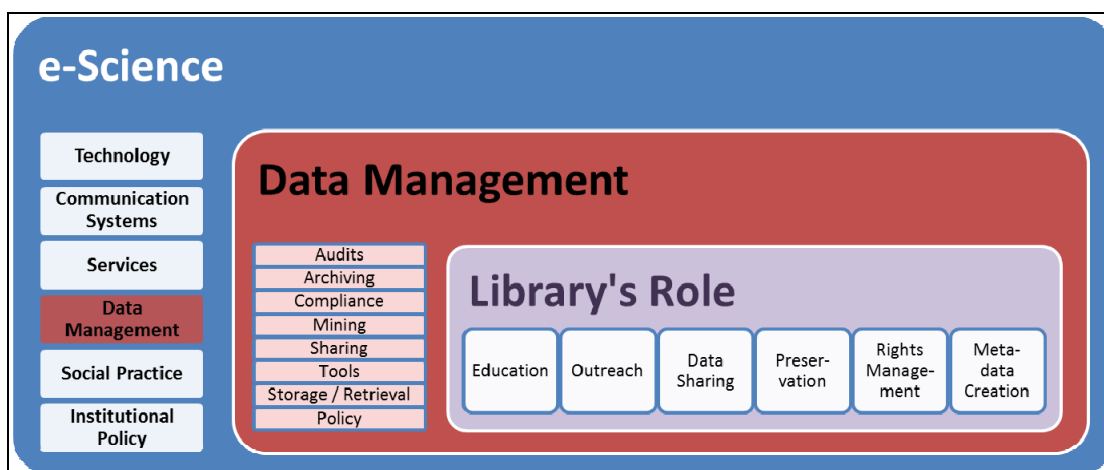 e-Science
Technology
Communication
Systems
Services
Data
Management
Social Practice
Institutional
Policy
Data Management
Audits
Archiving
Compliance
Mining
Sharing
Tools
Storage / Retrieval
Policy
Library's Role
Education
Outreach
Data
Sharing
Preser-
vation
Rights
Manage-
ment
Meta-
data
Creation